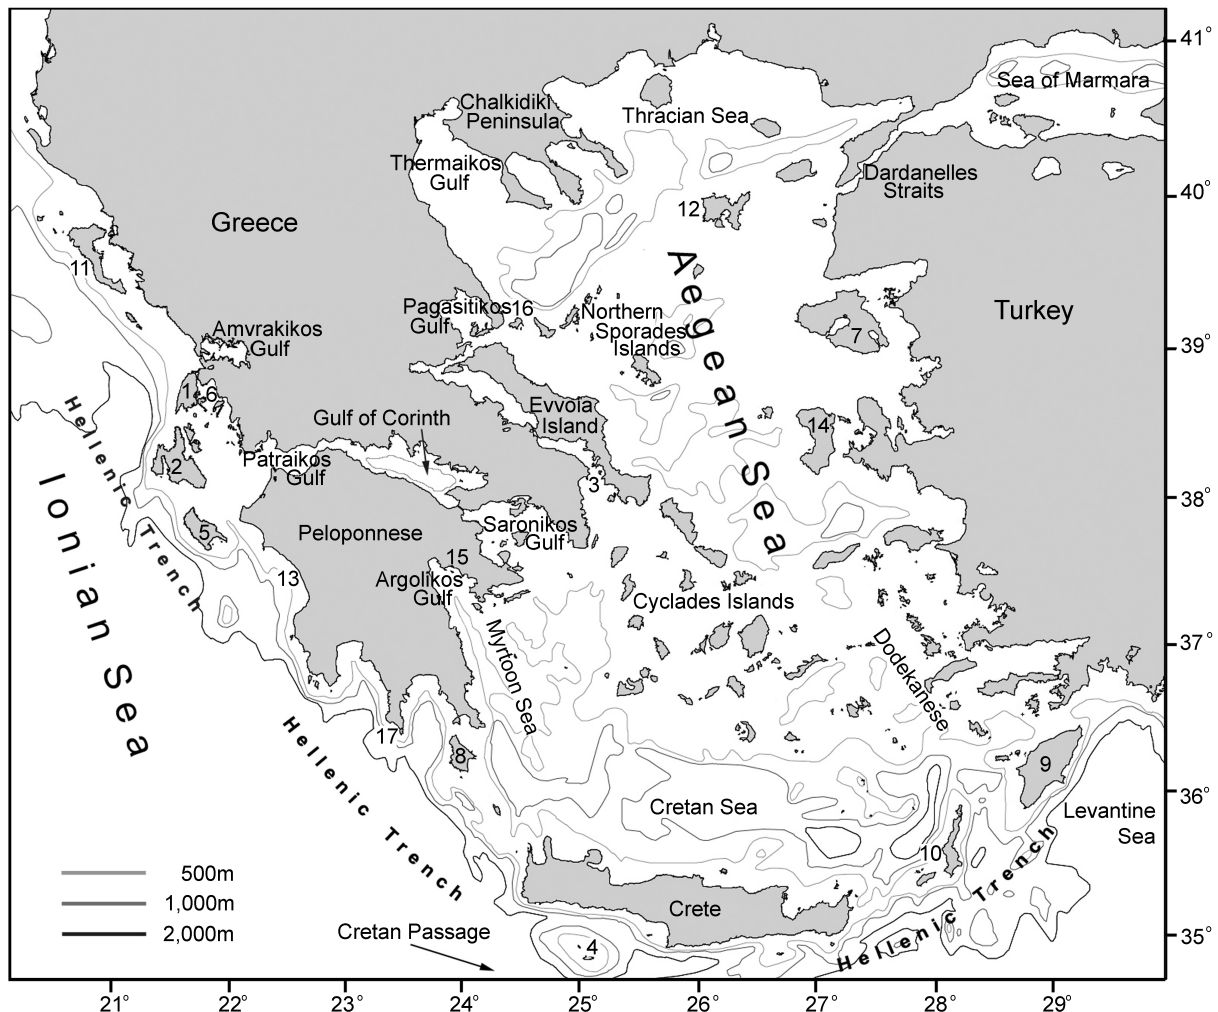 41°
Sea of Marmara
Chalkidiki
Peninsula
Thracian Sea
Thermaikos
Gulf
Dardanelles
Straits
40°
12
Greece
11
Aegean Sea
Pagasitikos
Gulf
16
Northern
Sporades
Islands
Turkey
7
Amvrakikos
Gulf
39°
1
6
Evvoia
Island
Gulf of Corinth
14
Hellenic Trench
2
Patraikos
Gulf
3
38°
Ionian Sea
5
Peloponnese
Saronikos
Gulf
15
13
Argolikos
Gulf
Cyclades Islands
Myrtoon Sea
Dodekanese
37°
17
Hellenic Trench
8
9
36°
Cretan Sea
Levantine
Sea
10
500m
1,000m
2,000m
Crete
Hellenic Trench
Cretan Passage
4
35°
21° 22° 23° 24° 25° 26° 27° 28° 29°